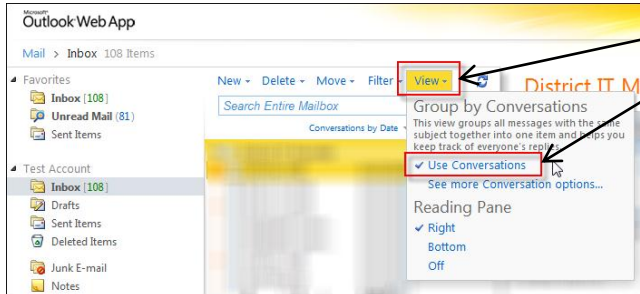 Microsoft®
Outlook Web App
Mail > Inbox 108 Items
Favorites
Inbox [108]
Unread Mail (81)
Sent Items
Test Account
Inbox [108]
Drafts
Sent Items
Deleted Items
Junk E-mail
Notes
New Delete Move Filter View
Search Entire Mailbox
Conversations by Date
District IT M
Group by Conversations
This view groups all messages with the same
subject together into one item and helps you
keep track of everyone's replies.
Use Conversations
See more Conversation options...
Reading Pane
Right
Bottom
Off